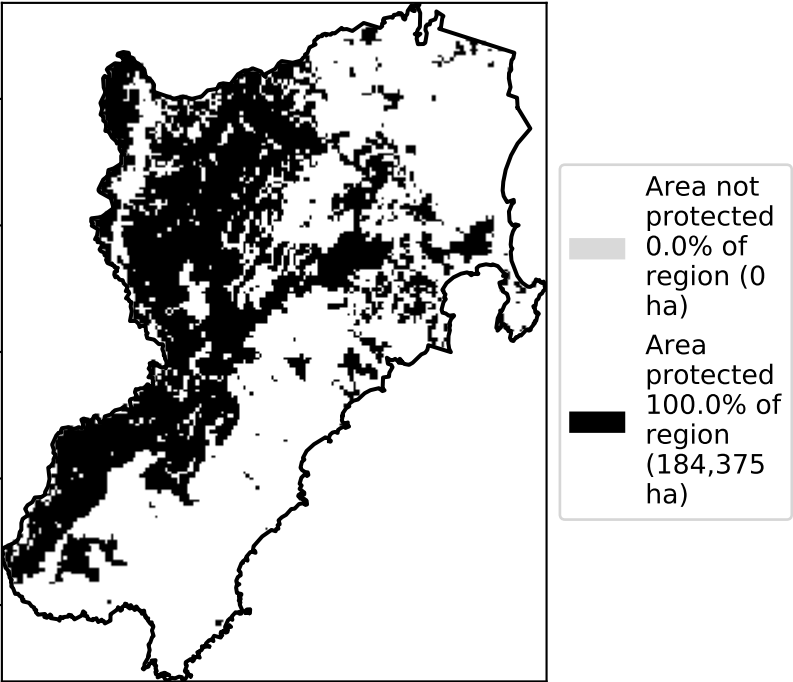 Area not
protected
0.0% of
region (0
ha)
Area
protected
100.0% of
region
(184,375
ha)